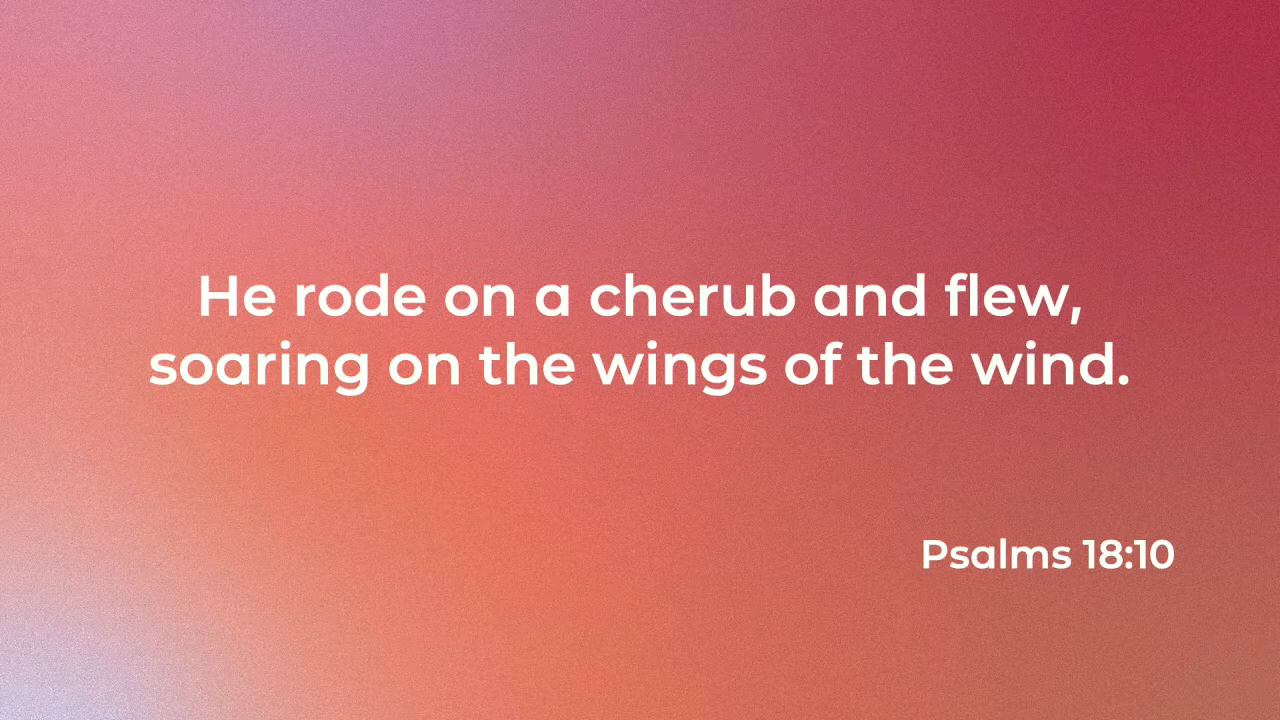 He rode on a cherub and flew,
soaring on the wings of the wind.
Psalms 18:10